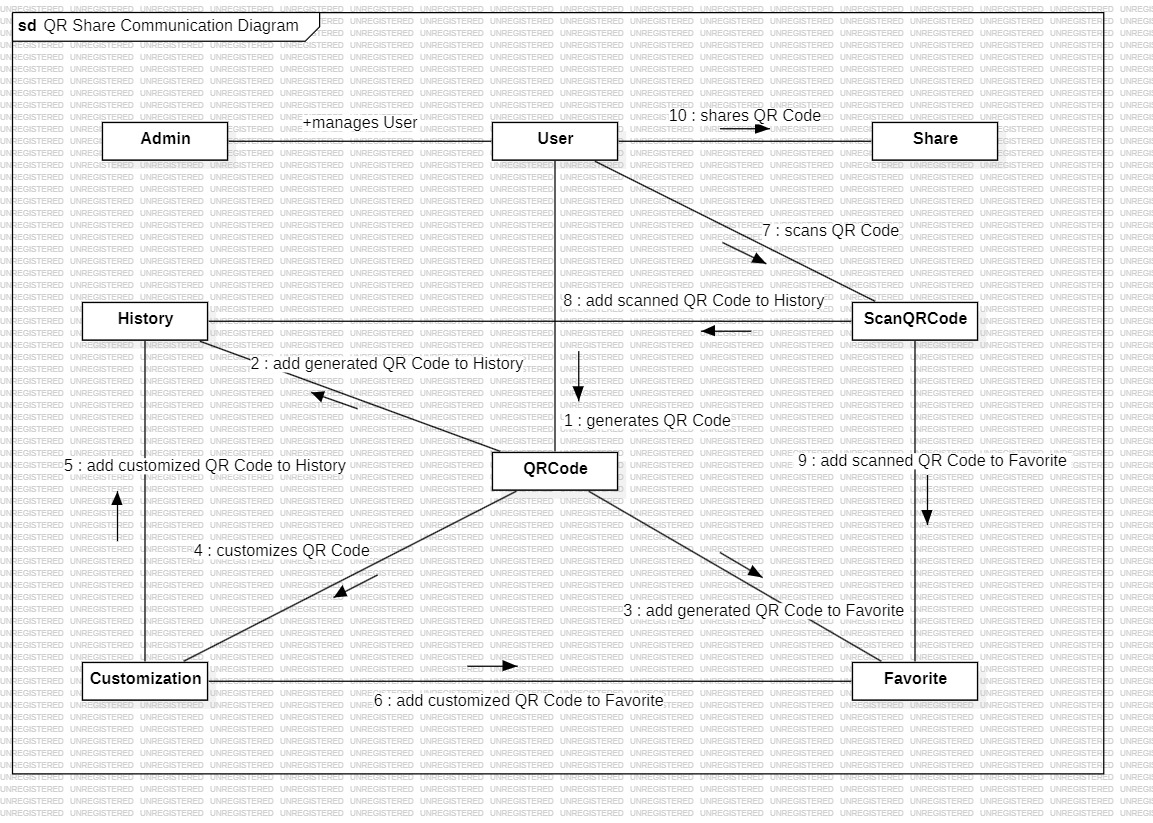 sd QR Share Communication Diagram
+manages User
10 : shares QR Code
Admin
User
Share
7 : scans QR Code
8 : add scanned QR Code to History
History
ScanQRCode
2 : add generated QR Code to History
1 : generates QR Code
5 : add customized QR Code to History
QRCode
9 : add scanned QR Code to Favorite
4 : customizes QR Code
3 : add generated QR Code to Favorite
Customization
Favorite
6 : add customized QR Code to Favorite
UNREGISTERED